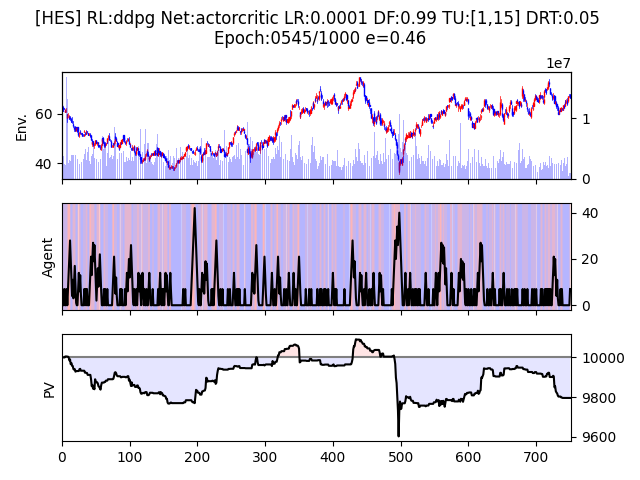 [HES] RL:ddpg Net:actorcritic LR:0.0001 DF:0.99 TU:[1,15] DRT:0.05
Epoch:0545/1000 e=0.46
1e7
Env.
60
40
1
0
Agent
40
20
0
PV
10000
9800
9600
0 100 200 300 400 500 600 700